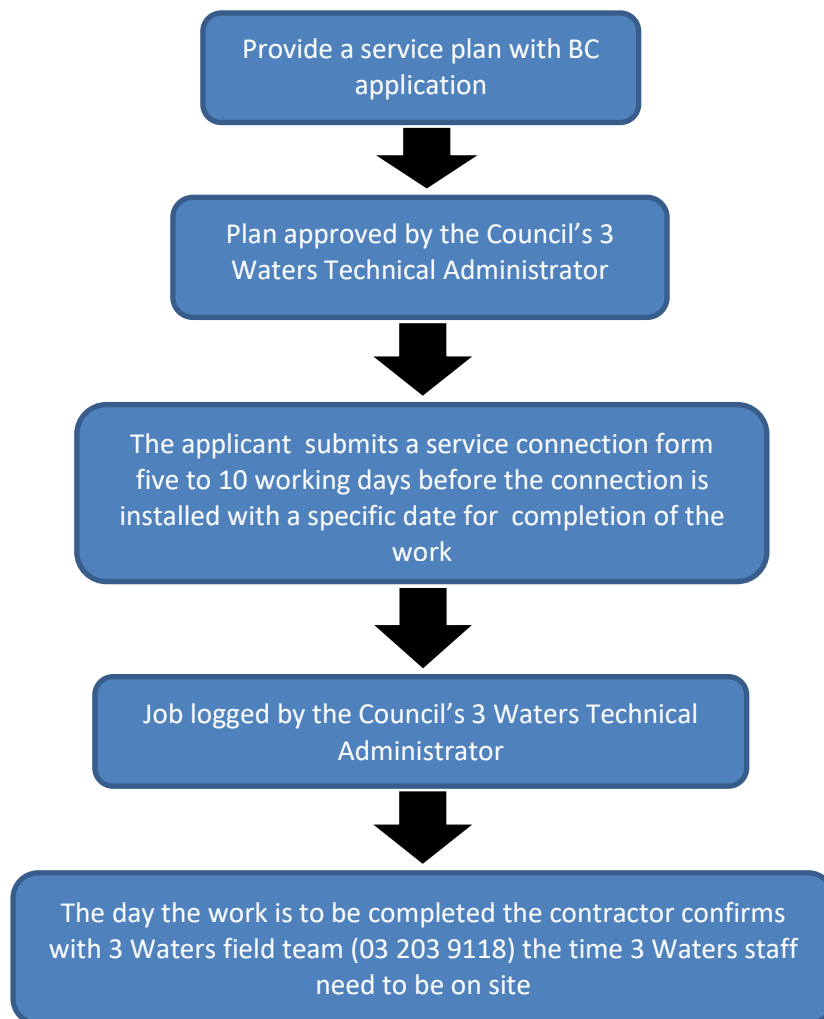 Provide a service plan with BC
application
Plan approved by the Council’s 3
Waters Technical Administrator
The applicant  submits a service connection form
five to 10 working days before the connection is
installed with a specific date for  completion of the
work
Job logged by the Council’s 3 Waters Technical
Administrator
The day the work is to be completed the contractor confirms
with 3 Waters field team (03 203 9118) the time 3 Waters staff
need to be on site